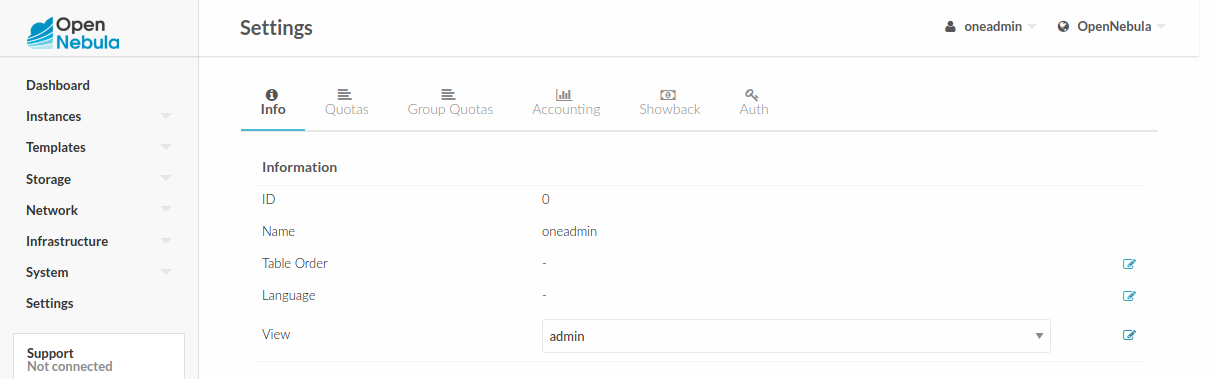 Open
Nebula
Settings
oneadmin
OpenNebula
Dashboard
Instances
Templates
Storage
Network
Infrastructure
System
Settings
Support
Not connected
Info
Quotas
Group Quotas
Accounting
Showback
Auth
Information
ID 0
Name oneadmin
Table Order -
Language -
View admin